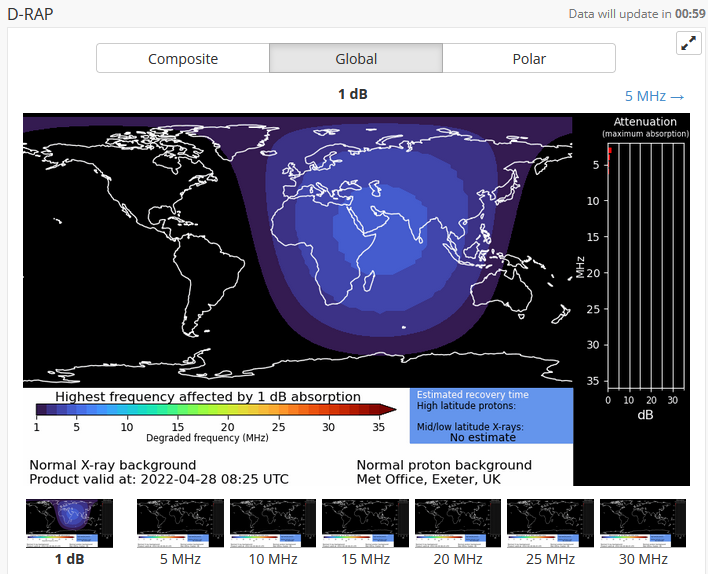 D-RAP
Data will update in 00:59
Composite
Global
Polar
1 dB
5 MHz →
Attenuation
(maximum absorption)
5
10
15
20
25
30
35
MHz
0 10 20 30
dB
Highest frequency affected by 1 dB absorption
1 5 10 15 20 25 30 35
Degraded frequency (MHz)
Estimated recovery time
High latitude protons:
Mid/low latitude X-rays:
No estimate
Normal X-ray background
Product valid at: 2022-04-28 08:25 UTC
Normal proton background
Met Office, Exeter, UK
1 dB
5 MHz
10 MHz
15 MHz
20 MHz
25 MHz
30 MHz